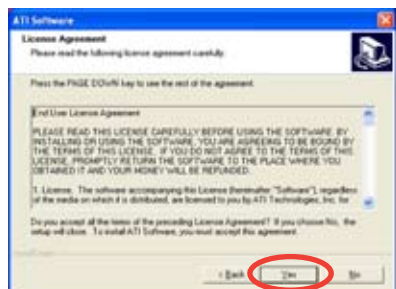 ATI Software
License Agreement
Please read the following license agreement carefully.
Press the PAGE DOWN key to see the rest of the agreement.
End User License Agreement
PLEASE READ THIS LICENSE CAREFULLY BEFORE USING THE SOFTWARE. BY
INSTALLING OR USING THE SOFTWARE, YOU ARE AGREEING TO BE BOUND BY
THE TERMS OF THIS LICENSE. IF YOU DO NOT AGREE TO THE TERMS OF THIS
LICENSE, PROMPTLY RETURN THE SOFTWARE TO THE PLACE WHERE YOU
OBTAINED IT AND YOUR MONEY WILL BE REFUNDED.
1. License. The software accompanying this License (hereinafter "Software"), regardless
of the media on which it is distributed, are licensed to you by ATI Technologies, Inc. for
Do you accept all the terms of the preceding License Agreement? If you choose No, the
setup will close. To install ATI Software, you must accept this agreement.
< Back Yes No